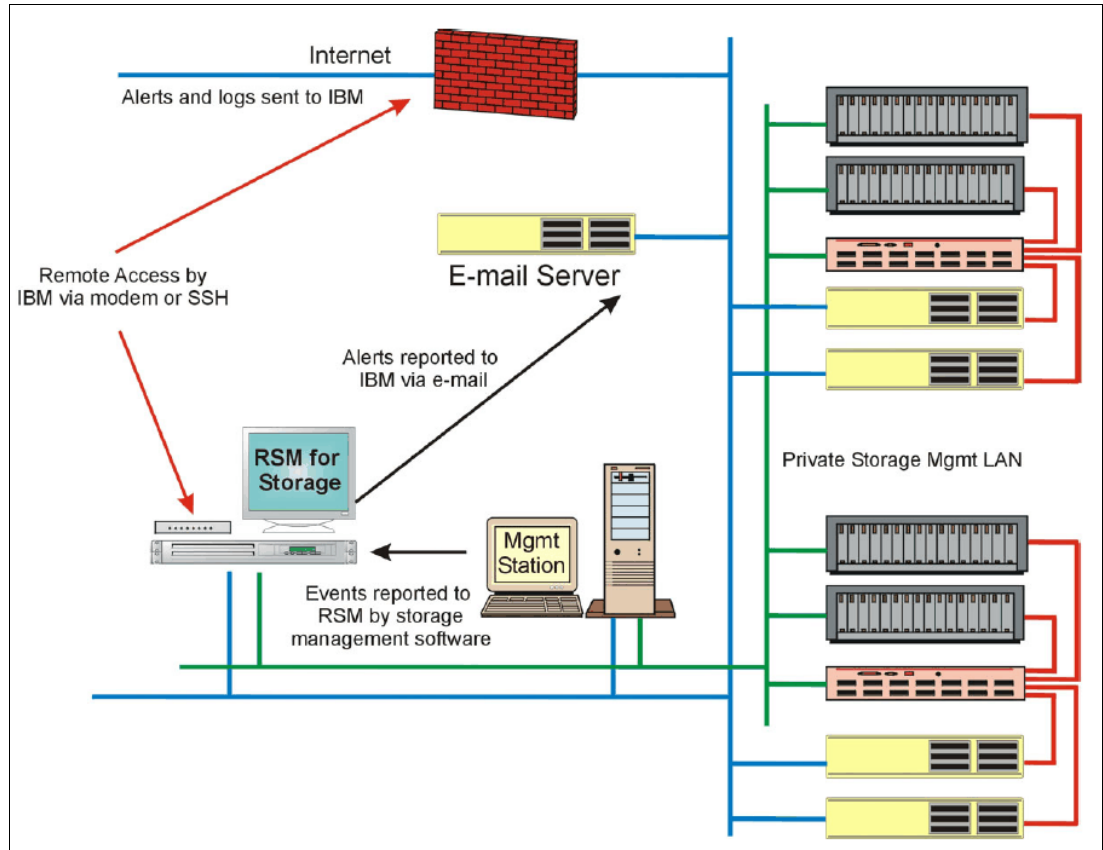 Internet
Alerts and logs sent to IBM
E-mail Server
Remote Access by
IBM via modem or SSH
Alerts reported to
IBM via e-mail
RSM for
Storage
Private Storage Mgmt LAN
Mgmt
Station
Events reported to
RSM by storage
management software